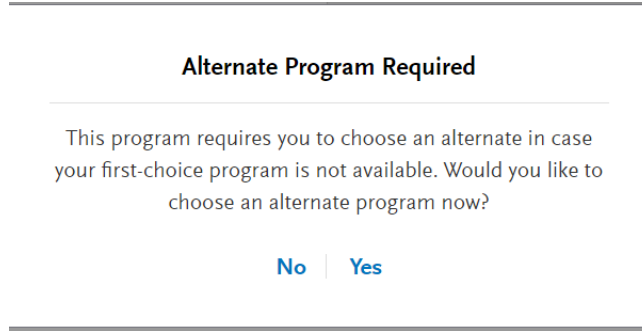 Alternate Program Required
This program requires you to choose an alternate in case
your first-choice program is not available. Would you like to
choose an alternate program now?
No Yes